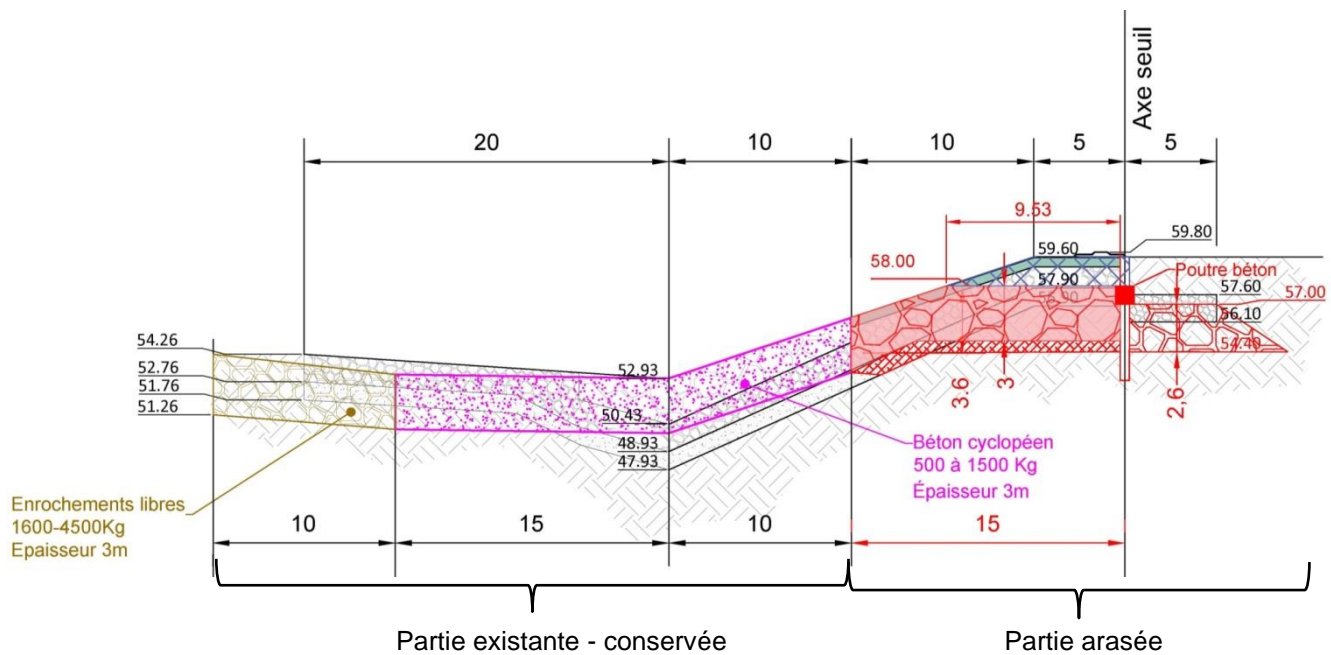 Axe seuil
20
10
10
5
5
9.53
59.80
59.60
58.00
57.90
Poutre béton
57.60
57.00
56.10
54.40
54.26
52.76
51.76
51.26
52.93
50.43
48.93
47.93
3.6
3
2,6
Béton cyclopéen
500 à 1500 Kg
Épaisseur 3m
Enrochements libres
1600-4500Kg
Epaisseur 3m
10
15
10
15
Partie existante - conservée
Partie arasée